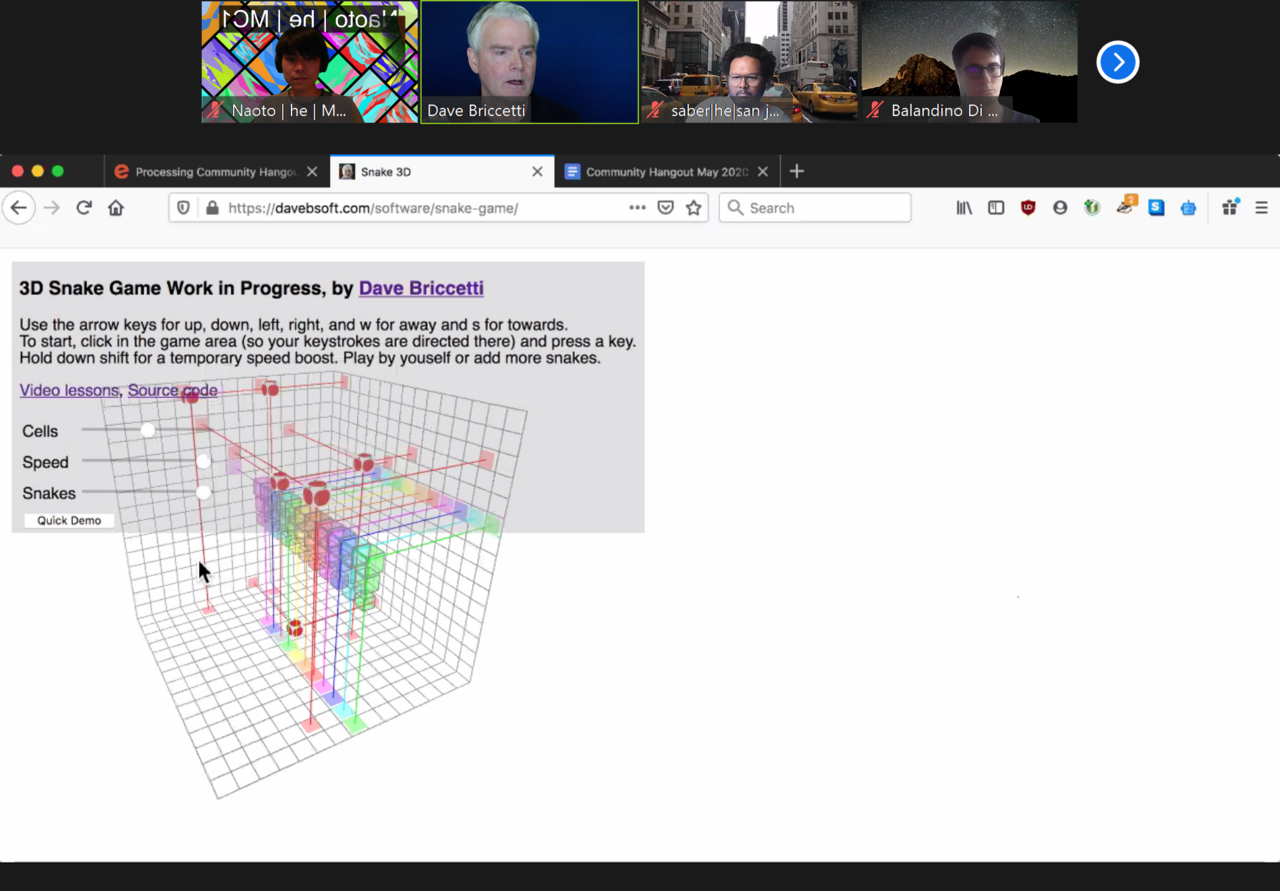 Naoto | he | MC1
Naoto | he | M...
Dave Briccetti
saber|he|san j...
Balandino Di ...
Processing Community Hango
Snake 3D
Community Hangout May 2020
https://davebsoft.com/software/snake-game/
Search
2
S
3D Snake Game Work in Progress, by Dave Briccetti
Use the arrow keys for up, down, left, right, and w for away and s for towards.
To start, click in the game area (so your keystrokes are directed there) and press a key.
Hold down shift for a temporary speed boost. Play by youself or add more snakes.
Video lessons, Source code
Cells
Speed
Snakes
Quick Demo